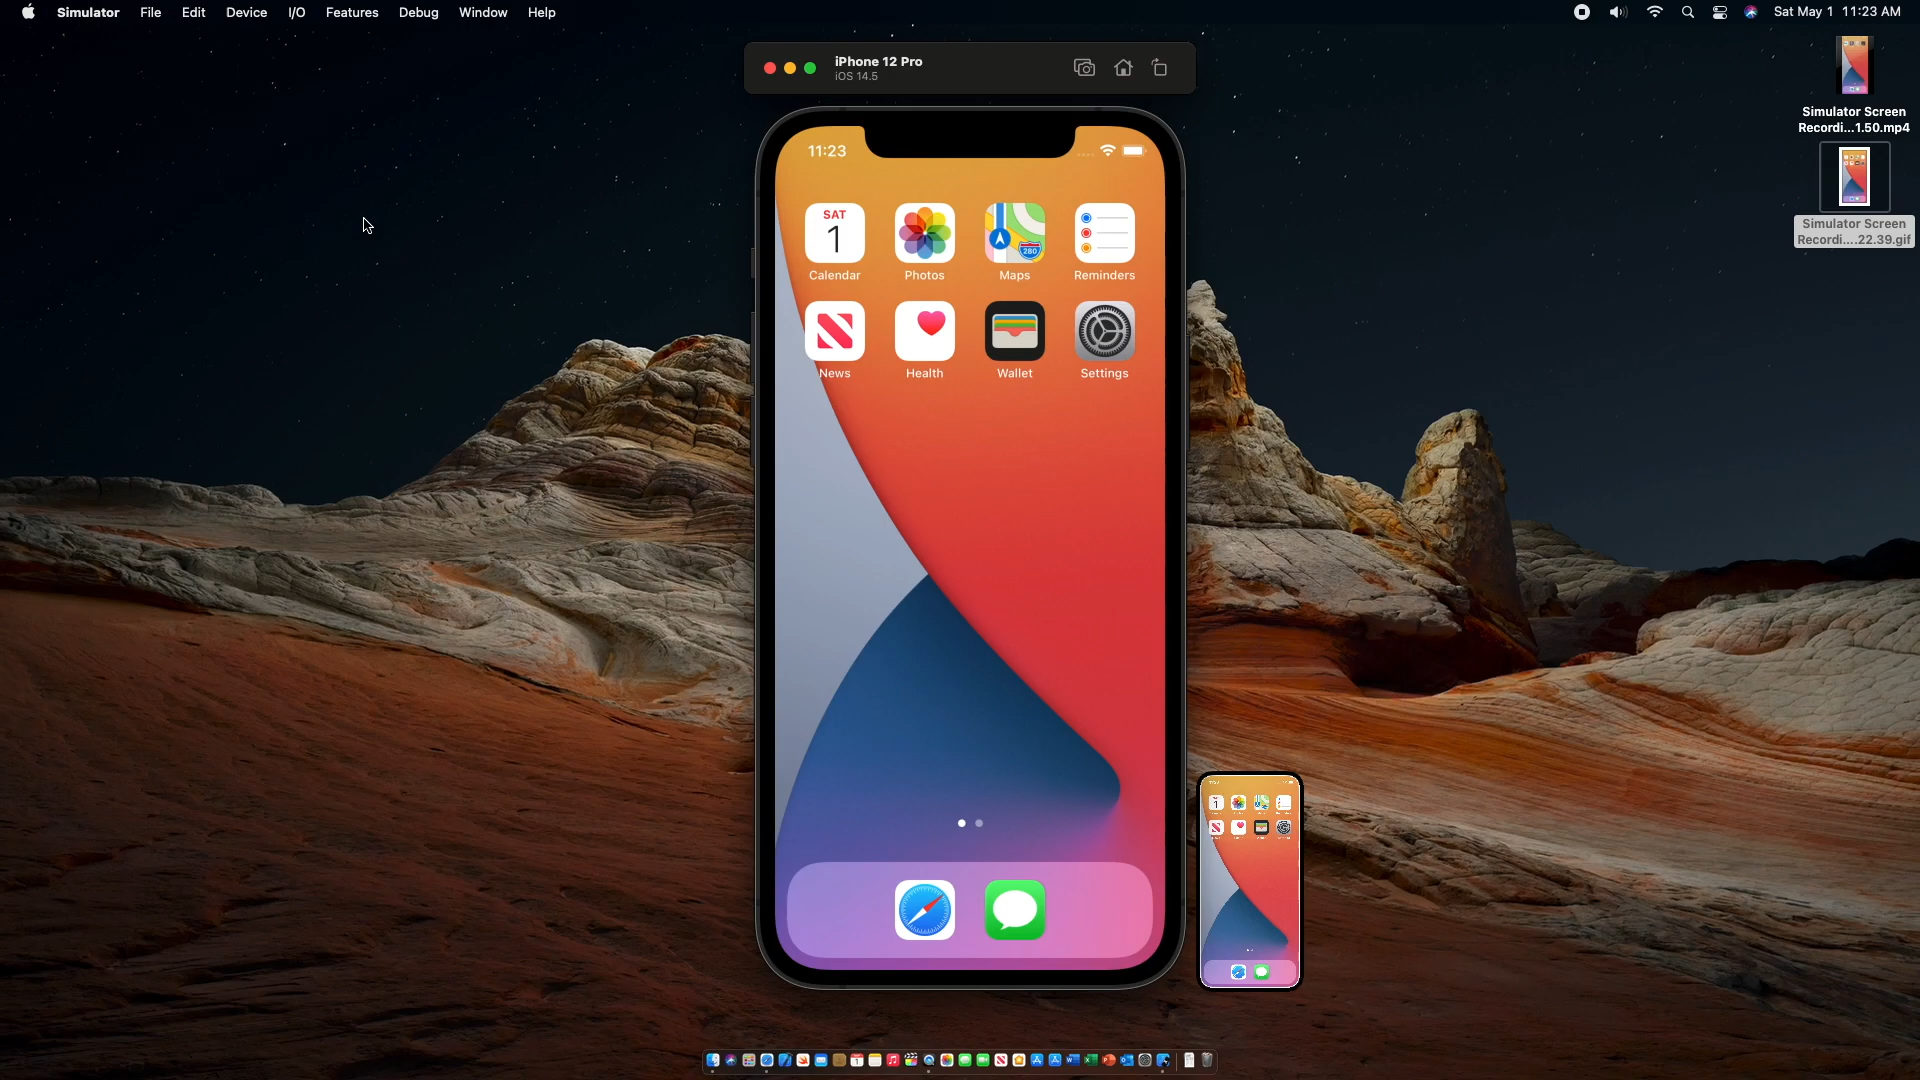 Simulator File Edit Device I/O Features Debug Window Help
Sat May 1 11:23 AM
iPhone 12 Pro
iOS 14.5
Simulator Screen
Recordi...1.50.mp4
Simulator Screen
Recordi....22.39.gif
11:23
SAT
1
280
Calendar Photos Maps Reminders
News Health Wallet Settings
1